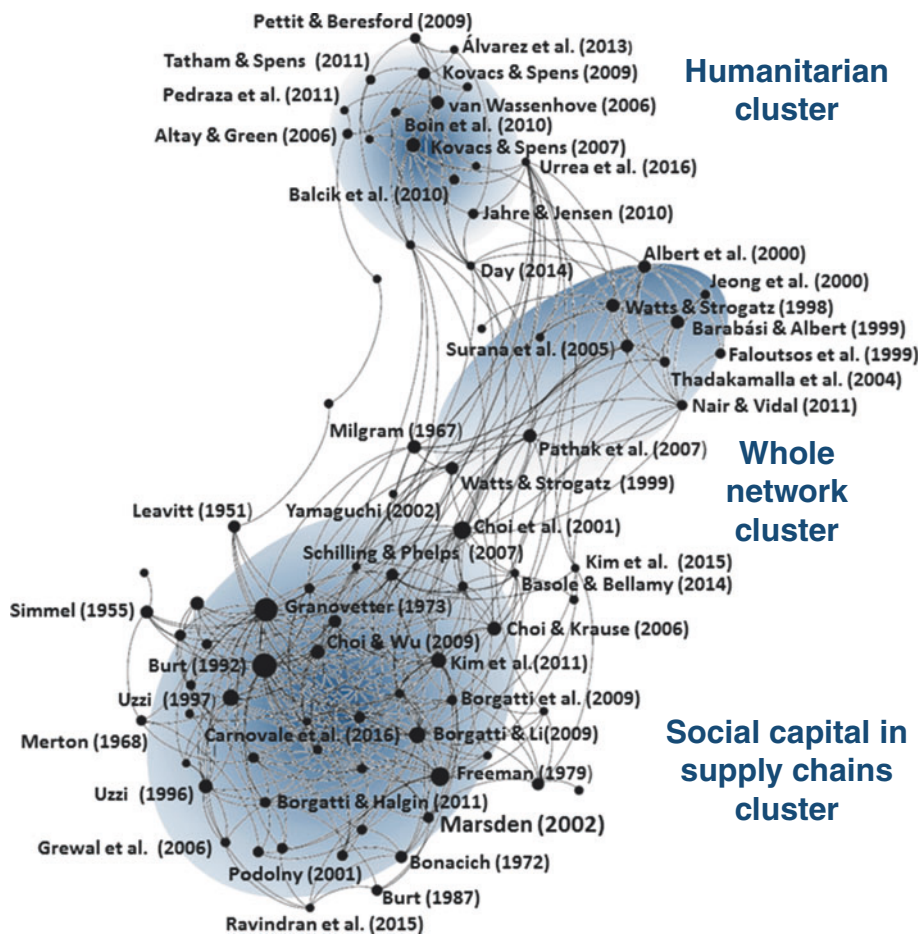 Pettit & Beresford (2009)
Álvarez et al. (2013)
Tatham & Spens (2011)
Kovacs & Spens (2009)
Humanitarian
cluster
Pedraza et al. (2011)
van Wassenhove (2006)
Altay & Green (2006)
Boin et al. (2010)
Kovacs & Spens (2007)
Urrea et al. (2016)
Balcik et al. (2010)
Jahre & Jensen (2010)
Albert et al. (2000)
Day (2014)
Jeong et al. (2000)
Watts & Strogatz (1998)
Barabási & Albert (1999)
Surana et al. (2005)
Faloutsos et al. (1999)
Thadakamalla et al. (2004)
Nair & Vidal (2011)
Milgram (1967)
Pathak et al. (2007)
Whole
network
cluster
Watts & Strogatz (1999)
Leavitt (1951)
Yamaguchi (2002)
Choi et al. (2001)
Schilling & Phelps (2007)
Kim et al. (2015)
Basole & Bellamy (2014)
Simmel (1955)
Granovetter (1973)
Choi & Krause (2006)
Choi & Wu (2009)
Burt (1992)
Kim et al.(2011)
Uzzi (1997)
Borgatti et al. (2009)
Merton (1968)
Carnovale et al. (2016)
Borgatti & Li(2009)
Social capital in
supply chains
cluster
Freeman (1979)
Uzzi (1996)
Borgatti & Halgin (2011)
Marsden (2002)
Grewal et al. (2006)
Podolny (2001)
Bonacich (1972)
Burt (1987)
Ravindran et al. (2015)